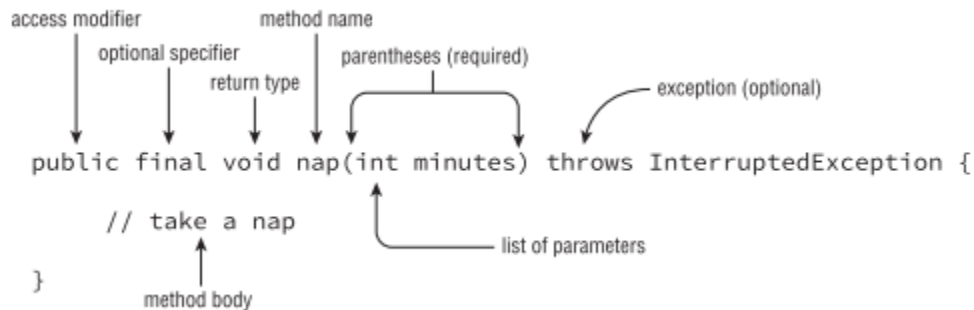 access modifier
method name
optional specifier
parentheses (required)
return type
exception (optional)
public final void nap(int minutes) throws InterruptedException {
// take a nap
list of parameters
}
method body